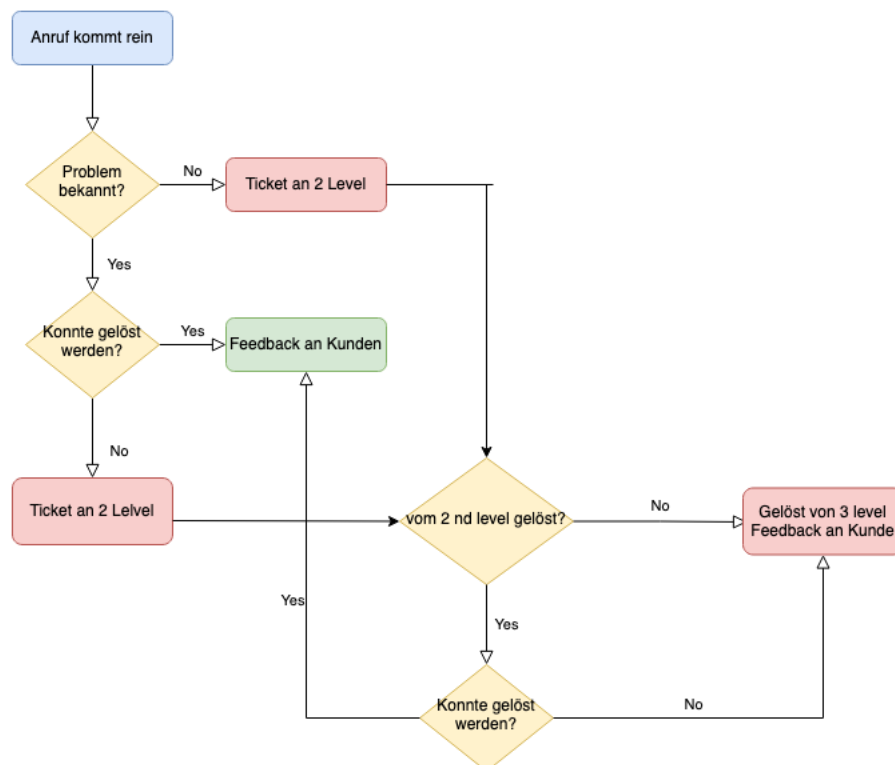 Anruf kommt rein
Problem
bekannt?
No
Ticket an 2 Level
Yes
Konnte gelöst
werden?
Yes
Feedback an Kunden
No
Ticket an 2 Lelvel
vom 2 nd level gelöst?
No
Gelöst von 3 level
Feedback an Kunde
Yes
Yes
Konnte gelöst
werden?
No